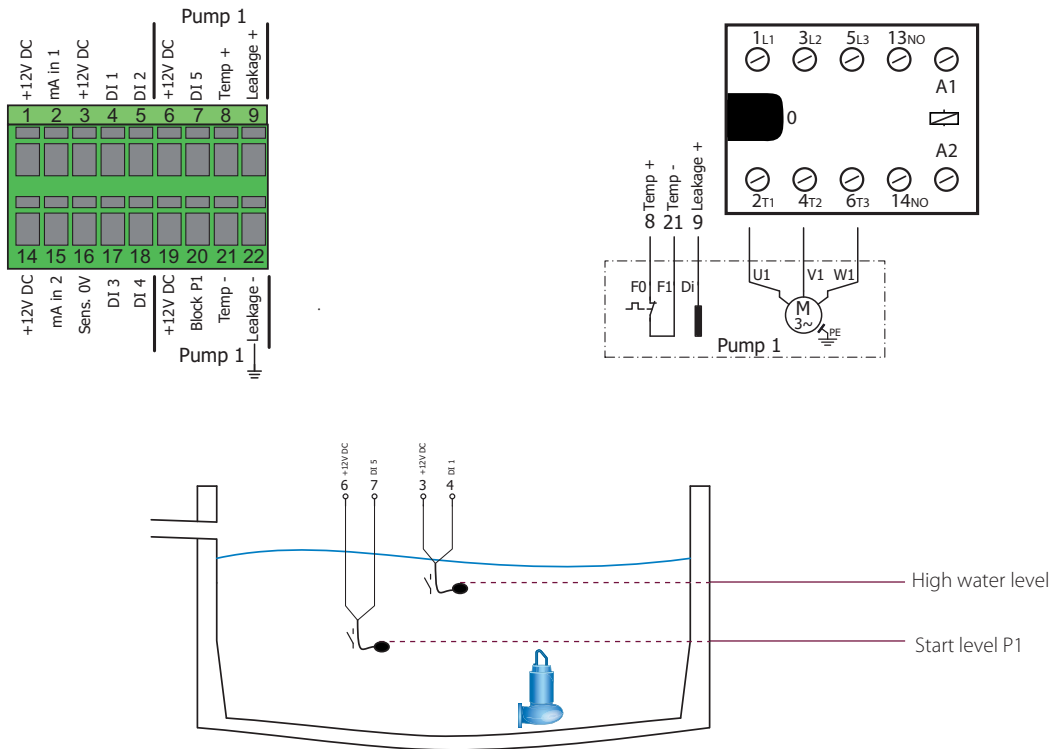 Pump 1
+12V DC
mA in 1
+12V DC
DI 1
DI 2
+12V DC
DI 5
Temp +
Leakage +
1 2 3 4 5 6 7 8 9
14 15 16 17 18 19 20 21 22
+12V DC
mA in 2
Sens. 0V
DI 3
DI 4
+12V DC
Block P1
Temp -
Leakage -
Pump 1
1L1 3L2 5L3 13NO
A1
0
A2
2T1 4T2 6T3 14NO
Temp +
Temp -
Leakage +
8 21 9
U1 V1 W1
F0 F1 Di
M
3~
PE
Pump 1
+12V DC
DI 5
+12V DC
DI 1
6 7 3 4
High water level
Start level P1